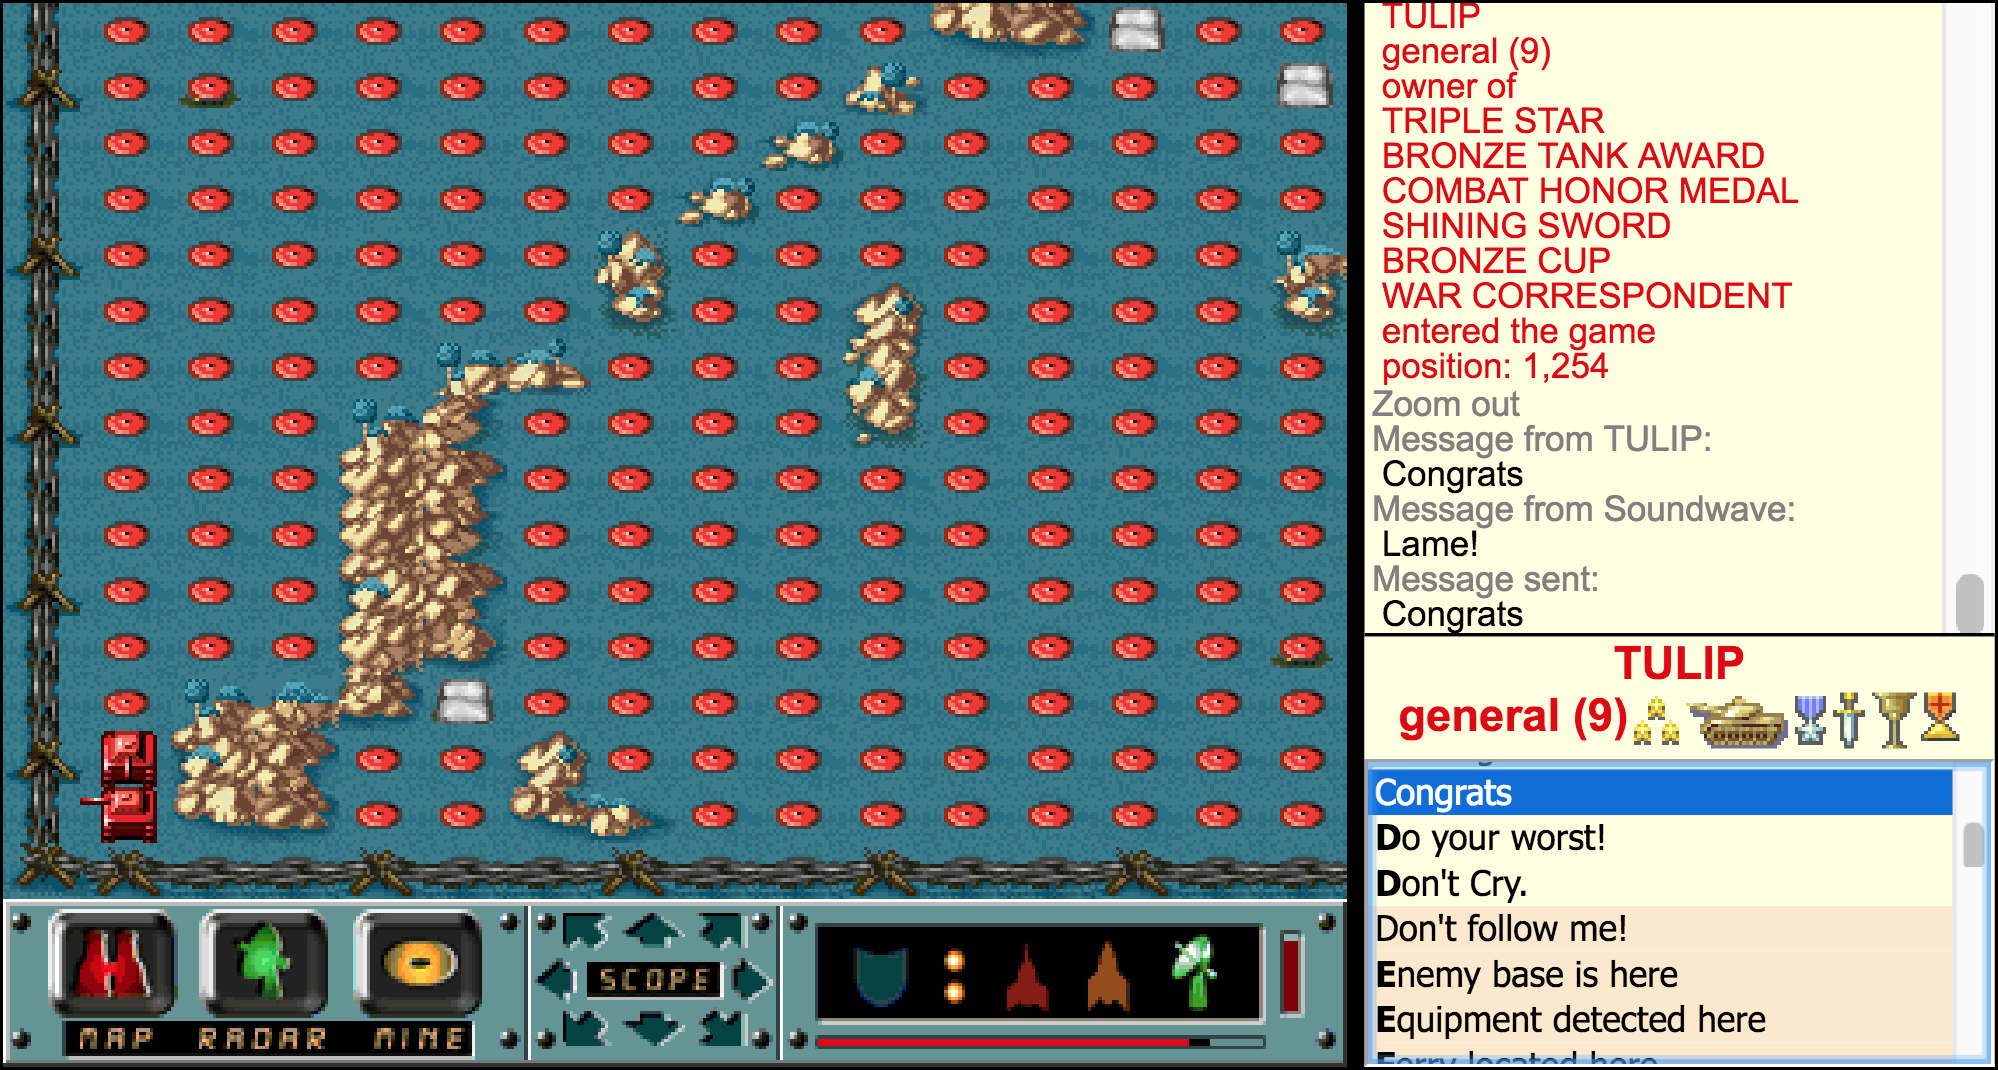 TULIP
general (9)
owner of
TRIPLE STAR
BRONZE TANK AWARD
COMBAT HONOR MEDAL
SHINING SWORD
BRONZE CUP
WAR CORRESPONDENT
entered the game
position: 1,254
Zoom out
Message from TULIP:
Congrats
Message from Soundwave:
Lame!
Message sent:
Congrats
TULIP
general (9)
Congrats
Do your worst!
Don't Cry.
Don't follow me!
Enemy base is here
Equipment detected here
Ferry located here
MAP RADAR MINE
SCOPE